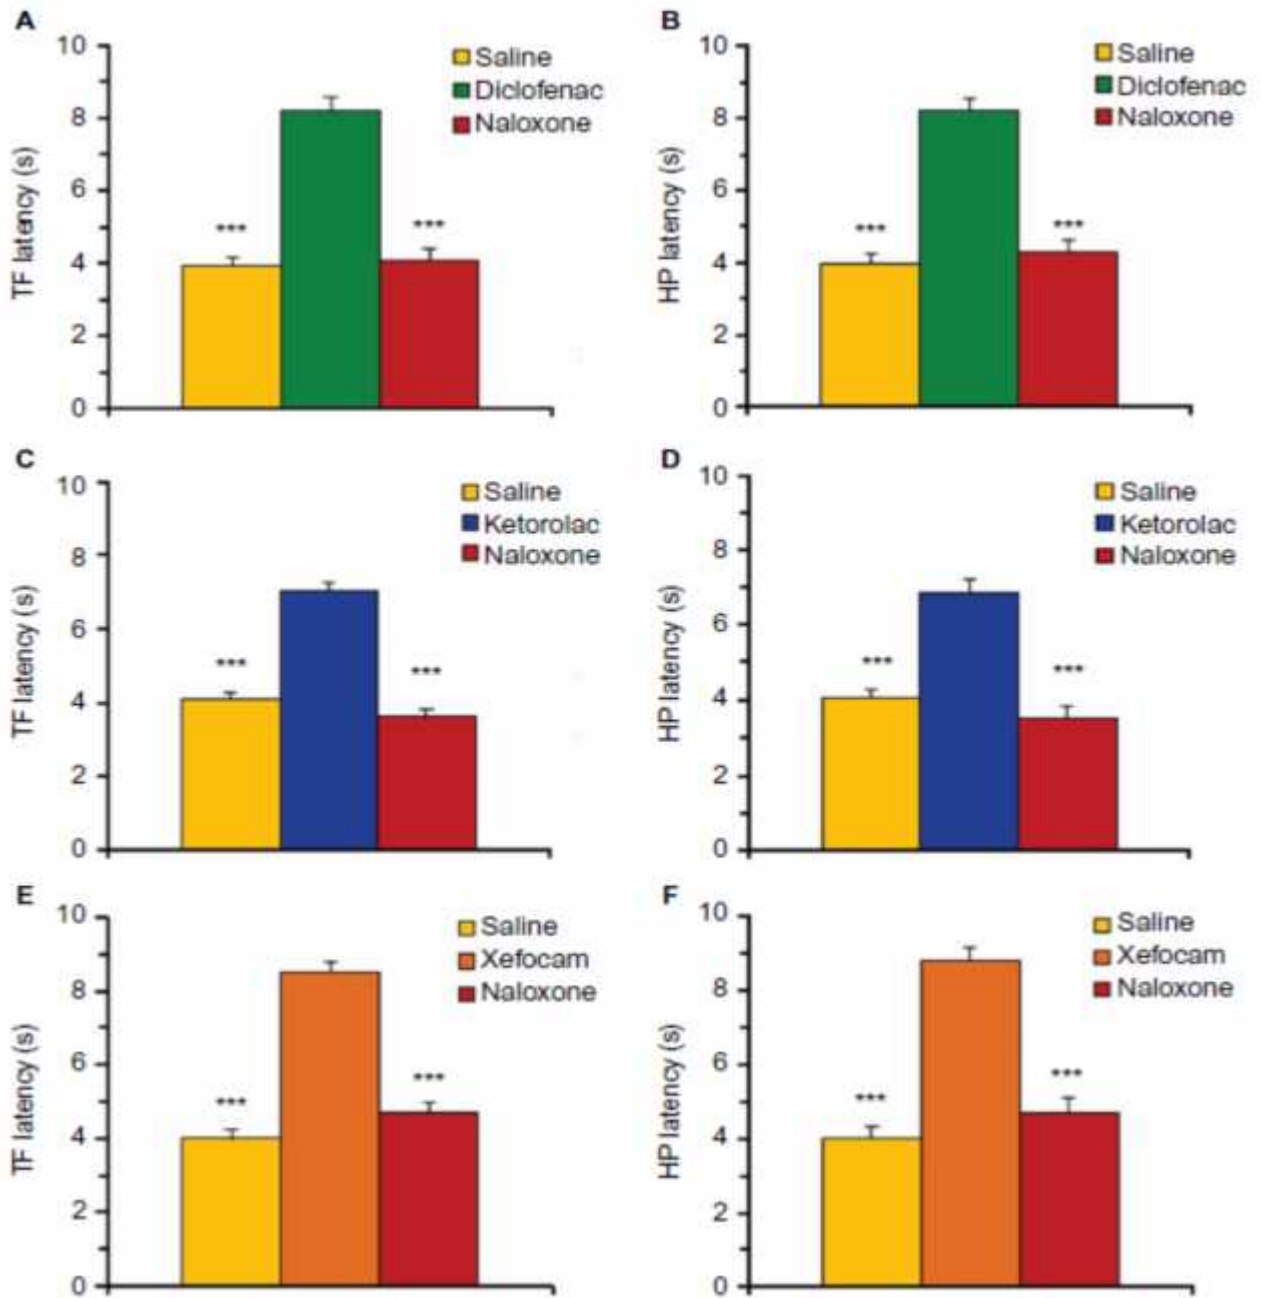 A
10
8
6
4
2
0
TF latency (s)
Saline
Diclofenac
Naloxone
***
***
B
10
8
6
4
2
0
HP latency (s)
Saline
Diclofenac
Naloxone
***
***
C
10
8
6
4
2
0
TF latency (s)
Saline
Ketorolac
Naloxone
***
***
D
10
8
6
4
2
0
HP latency (s)
Saline
Ketorolac
Naloxone
***
***
E
10
8
6
4
2
0
TF latency (s)
Saline
Xefocam
Naloxone
***
***
F
10
8
6
4
2
0
HP latency (s)
Saline
Xefocam
Naloxone
***
***